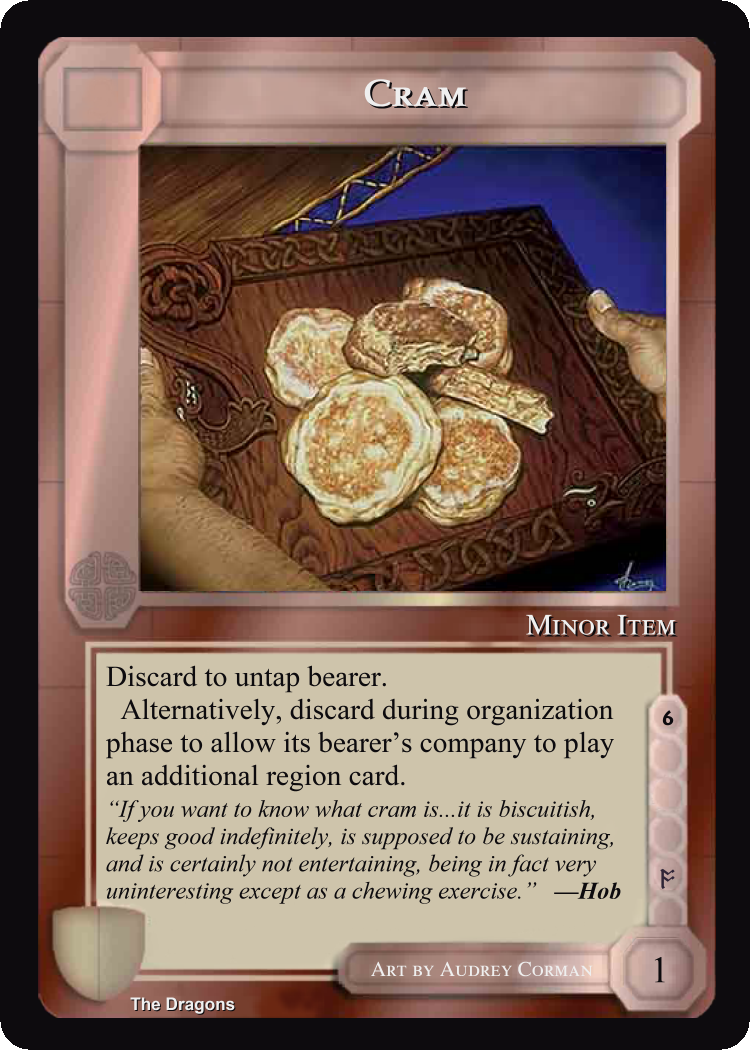 Cram
Minor Item
Discard to untap bearer.
Alternatively, discard during organization
phase to allow its bearer’s company to play
an additional region card.
“If you want to know what cram is...it is biscuitish,
keeps good indefinitely, is supposed to be sustaining,
and is certainly not entertaining, being in fact very
uninteresting except as a chewing exercise.” —Hob
6
ᚩ
Art by Audrey Corman
1
The Dragons